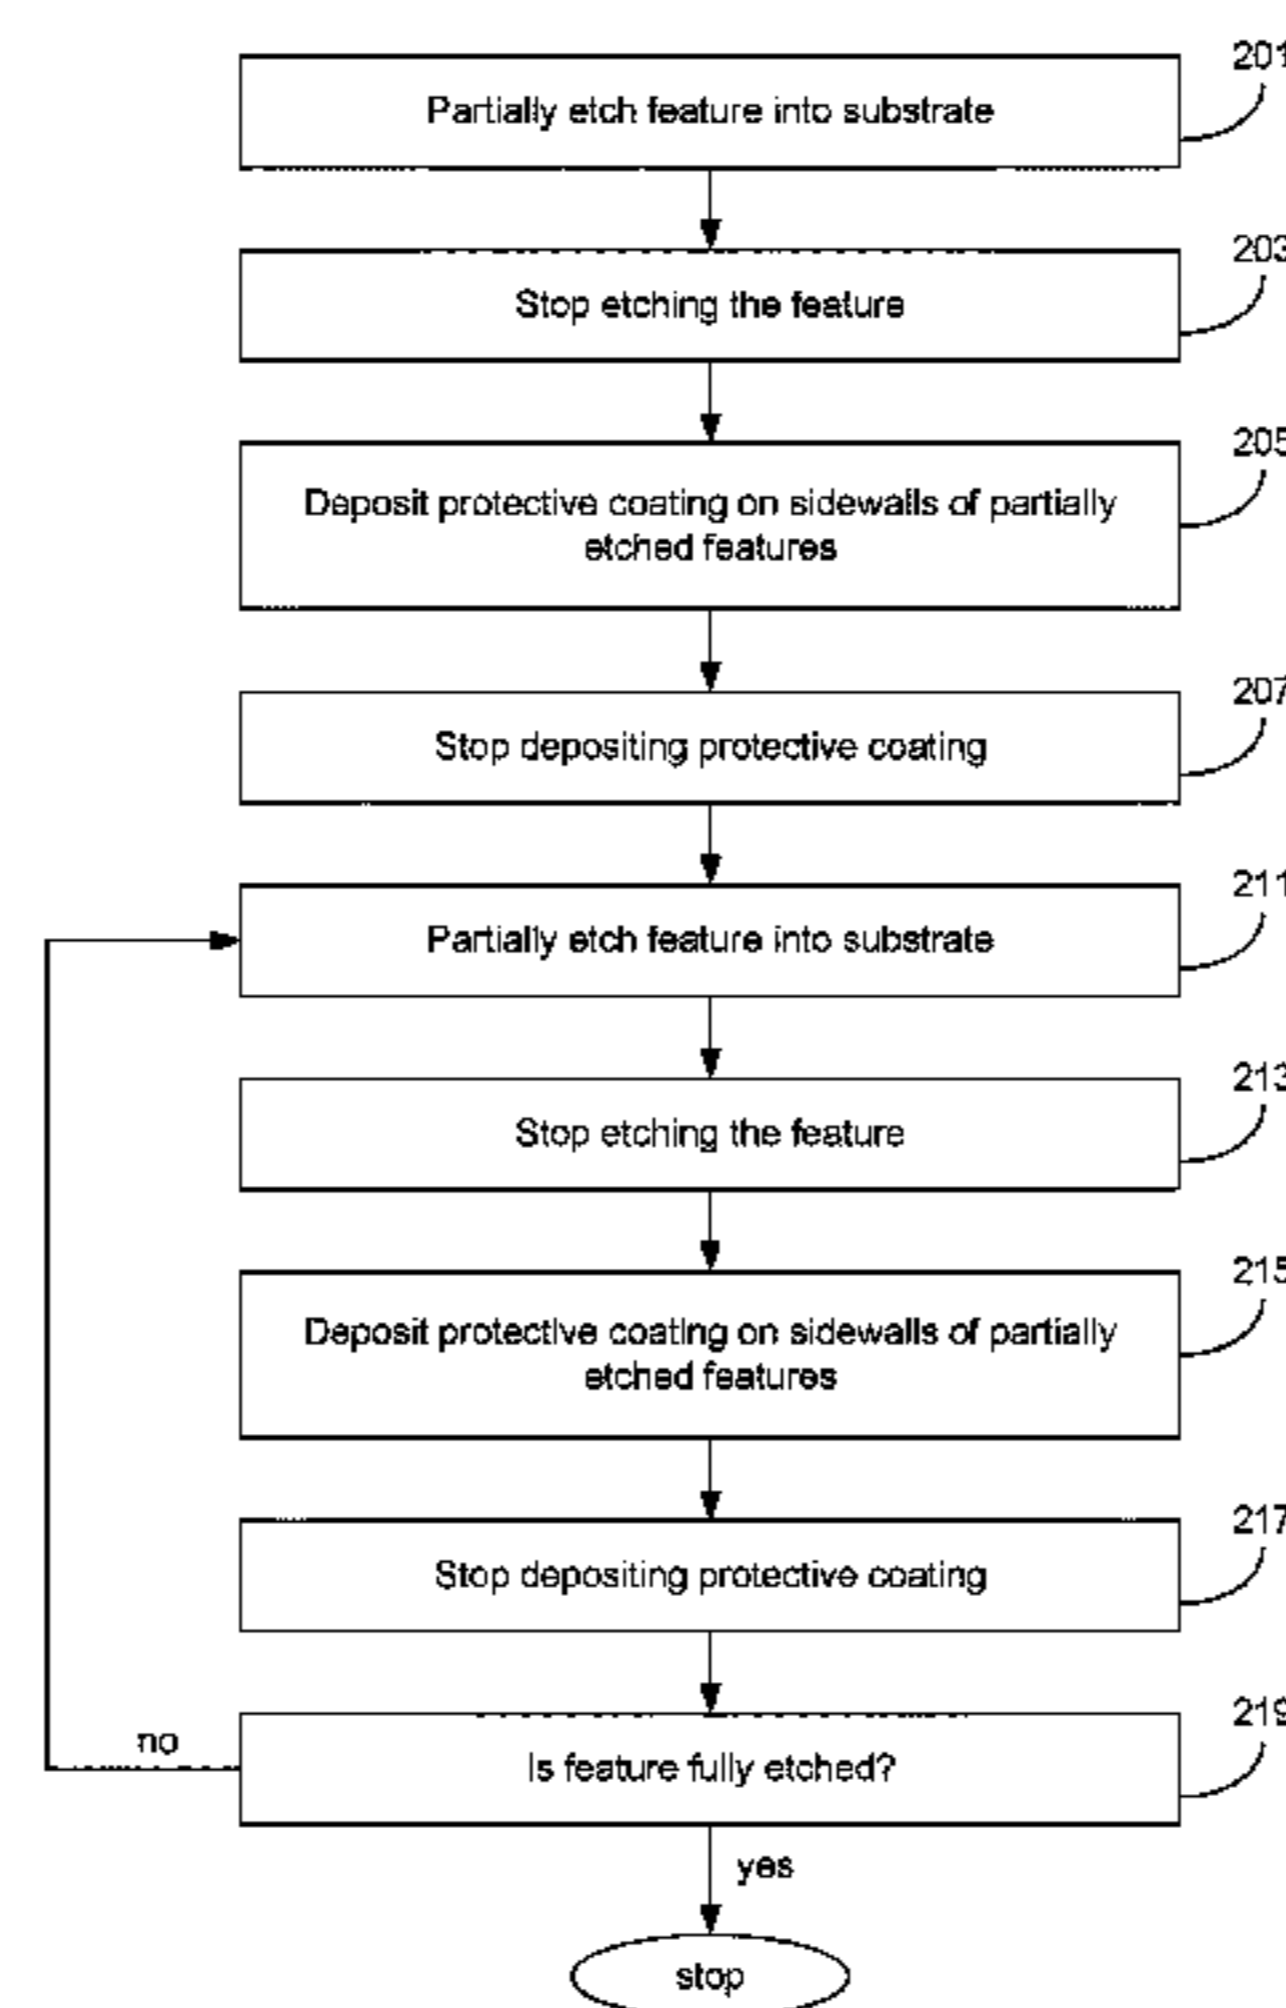 201
Partially etch feature into substrate
203
Stop etching the feature
205
Deposit protective coating on sidewalls of partially
etched features
207
Stop depositing protective coating
211
Partially etch feature into substrate
213
Stop etching the feature
215
Deposit protective coating on sidewalls of partially
etched features
217
Stop depositing protective coating
219
Is feature fully etched?
no
yes
stop